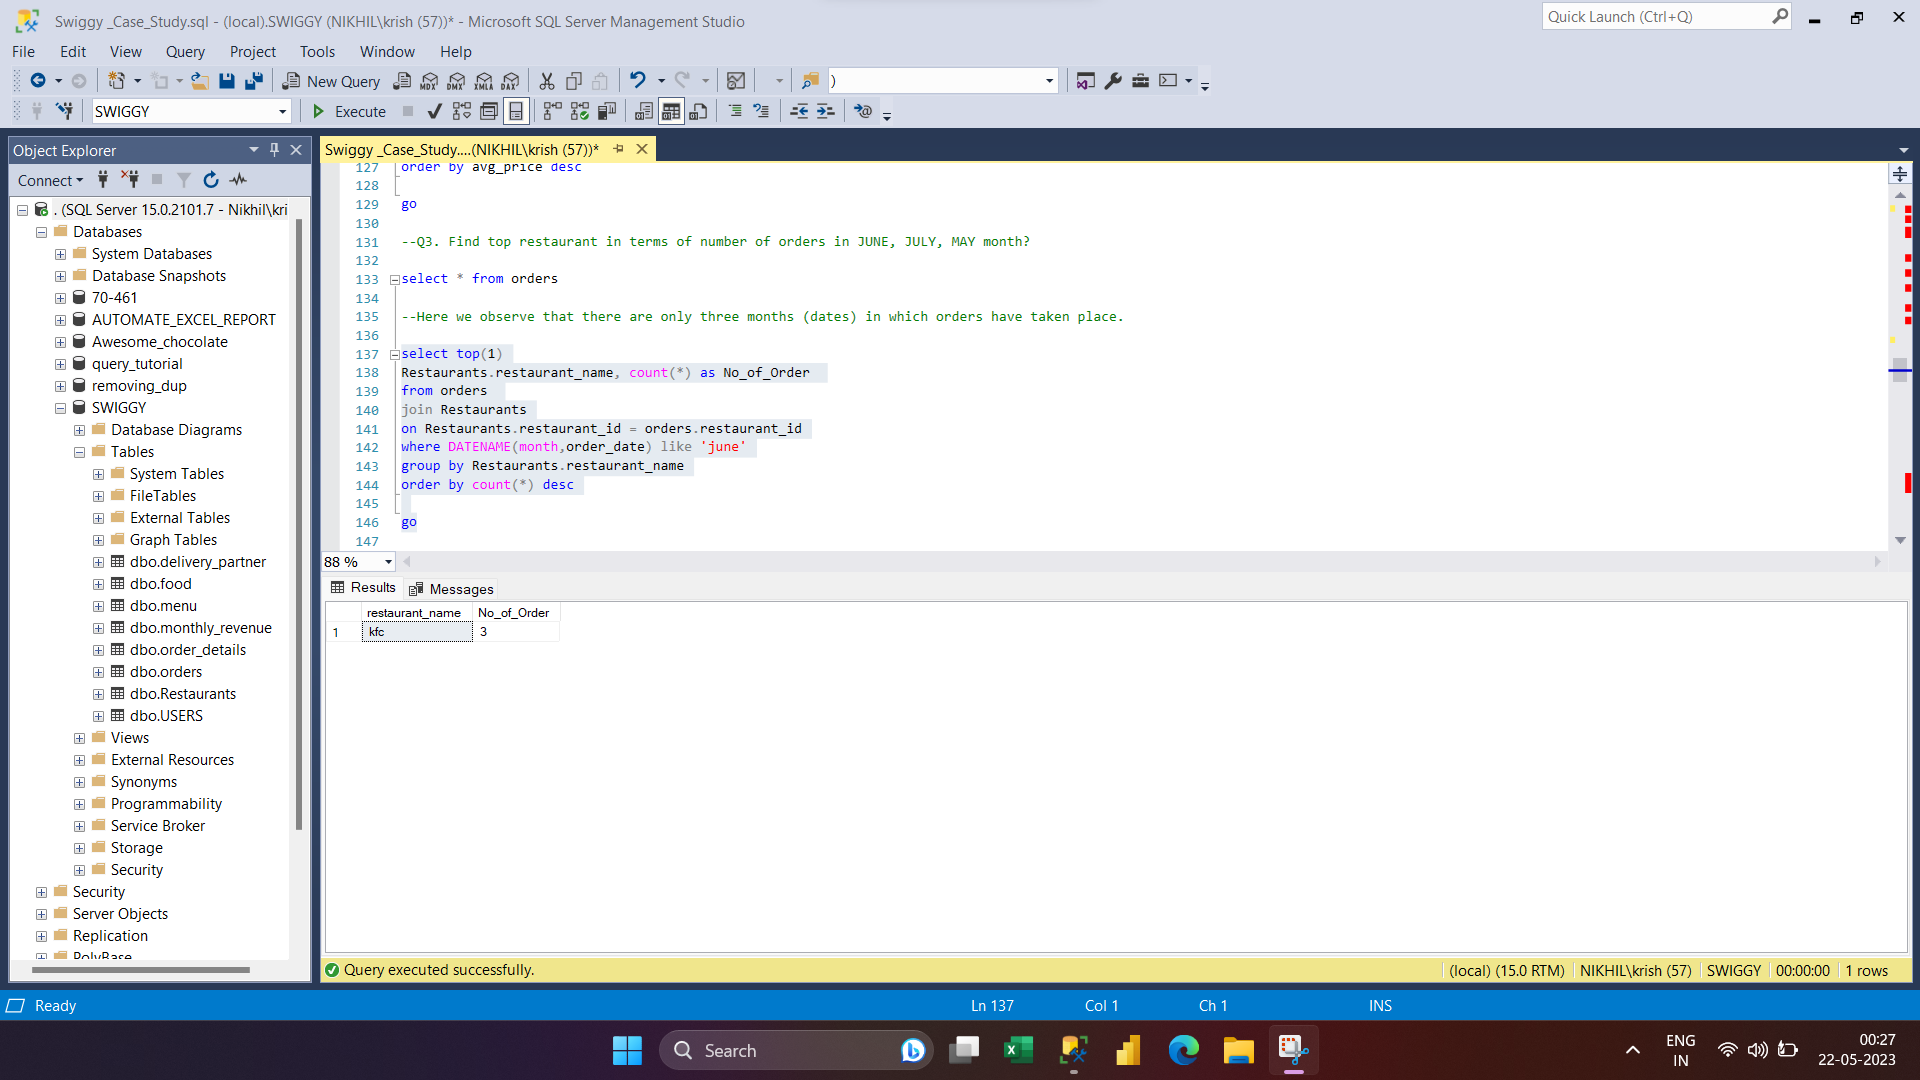 Swiggy _Case_Study.sql - (local).SWIGGY (NIKHIL\krish (57))* - Microsoft SQL Server Management Studio
Quick Launch (Ctrl+Q)
File Edit View Query Project Tools Window Help
New Query MDX DMX XMLA DAX )
SWIGGY Execute
Object Explorer
Connect
. (SQL Server 15.0.2101.7 - Nikhil\kri
Databases
System Databases
Database Snapshots
70-461
AUTOMATE_EXCEL_REPORT
Awesome_chocolate
query_tutorial
removing_dup
SWIGGY
Database Diagrams
Tables
System Tables
FileTables
External Tables
Graph Tables
dbo.delivery_partner
dbo.food
dbo.menu
dbo.monthly_revenue
dbo.order_details
dbo.orders
dbo.Restaurants
dbo.USERS
Views
External Resources
Synonyms
Programmability
Service Broker
Storage
Security
Security
Server Objects
Replication
PolyBase
Swiggy _Case_Study....(NIKHIL\krish (57))*
127 order by avg_price desc
128
129 go
130
131 --Q3. Find top restaurant in terms of number of orders in JUNE, JULY, MAY month?
132
133 select * from orders
134
135 --Here we observe that there are only three months (dates) in which orders have taken place.
136
137 select top(1)
138 Restaurants.restaurant_name, count(*) as No_of_Order
139 from orders
140 join Restaurants
141 on Restaurants.restaurant_id = orders.restaurant_id
142 where DATENAME(month,order_date) like 'june'
143 group by Restaurants.restaurant_name
144 order by count(*) desc
145
146 go
147
88 %
Results Messages
restaurant_name No_of_Order
1 kfc 3
Query executed successfully. (local) (15.0 RTM) NIKHIL\krish (57) SWIGGY 00:00:00 1 rows
Ready Ln 137 Col 1 Ch 1 INS
Search
ENG
IN
00:27
22-05-2023